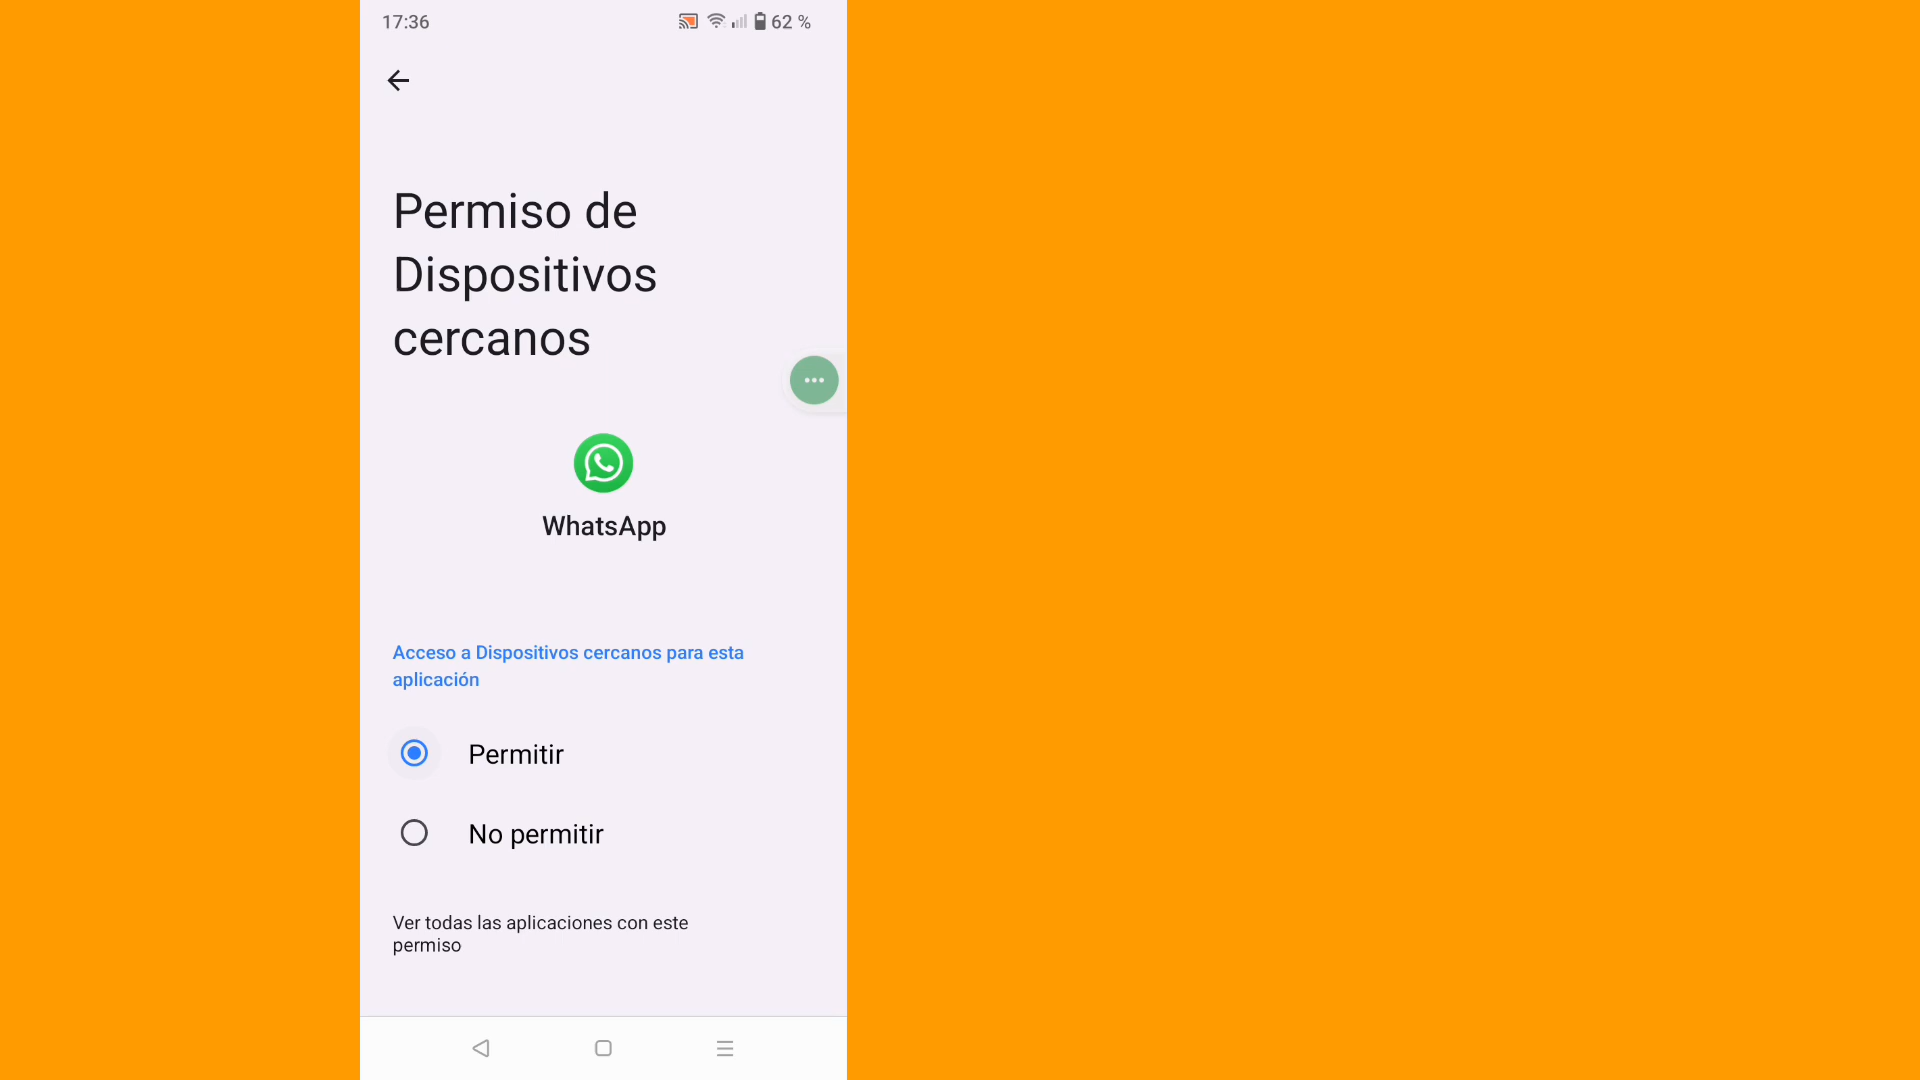 17:36
62 %
Permiso de
Dispositivos
cercanos
WhatsApp
Acceso a Dispositivos cercanos para esta
aplicación
Permitir
No permitir
Ver todas las aplicaciones con este
permiso